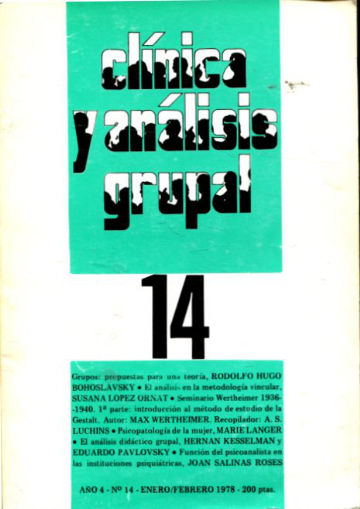 clínica
y análisis
grupal
14
Grupos: propuestas para una teoría, RODOLFO HUGO
BOHOSLAVSKY • El análisis en la metodología vincular,
SUSANA LOPEZ ORNAT • Seminario Wertheimer 1936-
-1940. 1ª parte: introducción al método de estudio de la
Gestalt. Autor: MAX WERTHEIMER. Recopilador: A. S.
LUCHINS • Psicopatología de la mujer, MARIE LANGER
• El análisis didáctico grupal, HERNAN KESSELMAN y
EDUARDO PAVLOVSKY • Función del psicoanalista en
las instituciones psiquiátricas, JOAN SALINAS ROSES
AÑO 4 - Nº 14 - ENERO/FEBRERO 1978 - 200 ptas.